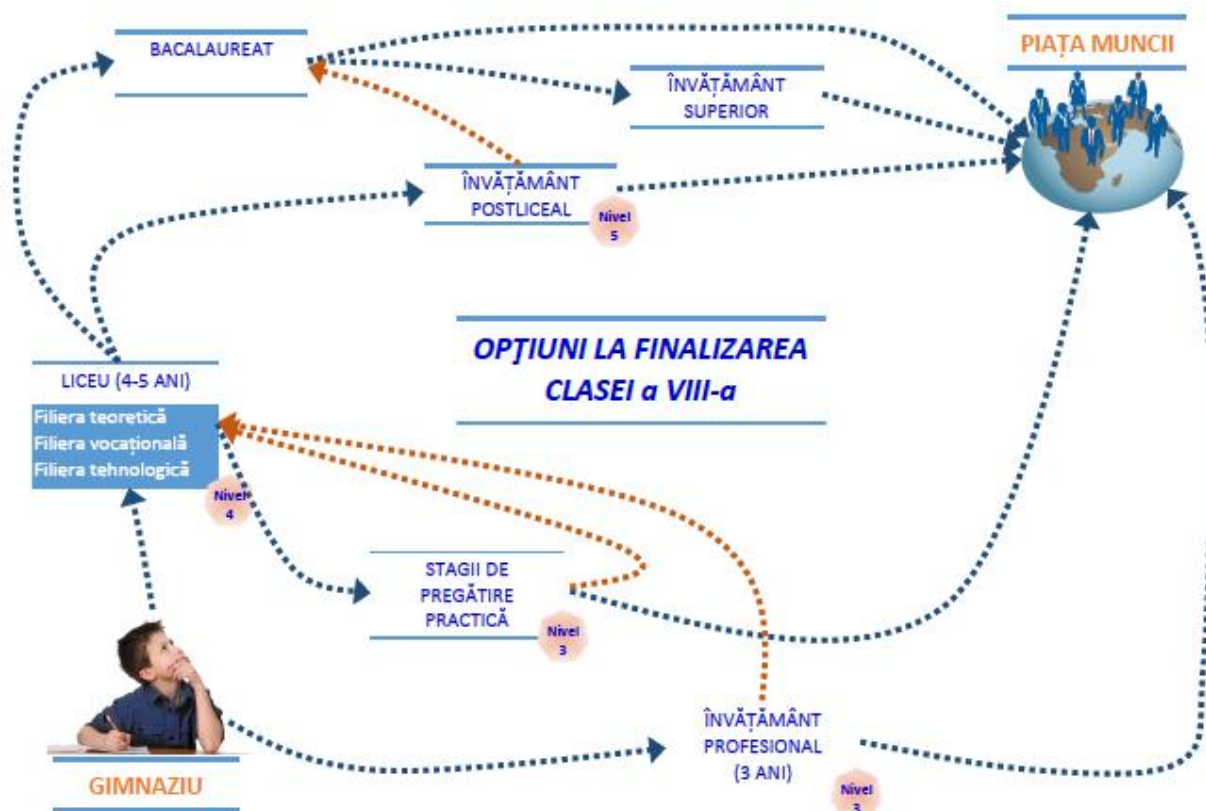 BACALAUREAT
PIAȚA MUNCII
ÎNVĂȚĂMÂNT
SUPERIOR
ÎNVĂȚĂMÂNT
POSTLICEAL
Nivel
5
OPŢIUNI LA FINALIZAREA
CLASEI a VIII-a
LICEU (4-5 ANI)
Filiera teoretică
Filiera vocațională
Filiera tehnologică
Nivel
4
STAGII DE
PREGĂTIRE
PRACTICĂ
Nivel
3
ÎNVĂȚĂMÂNT
PROFESIONAL
(3 ANI)
Nivel
3
GIMNAZIU